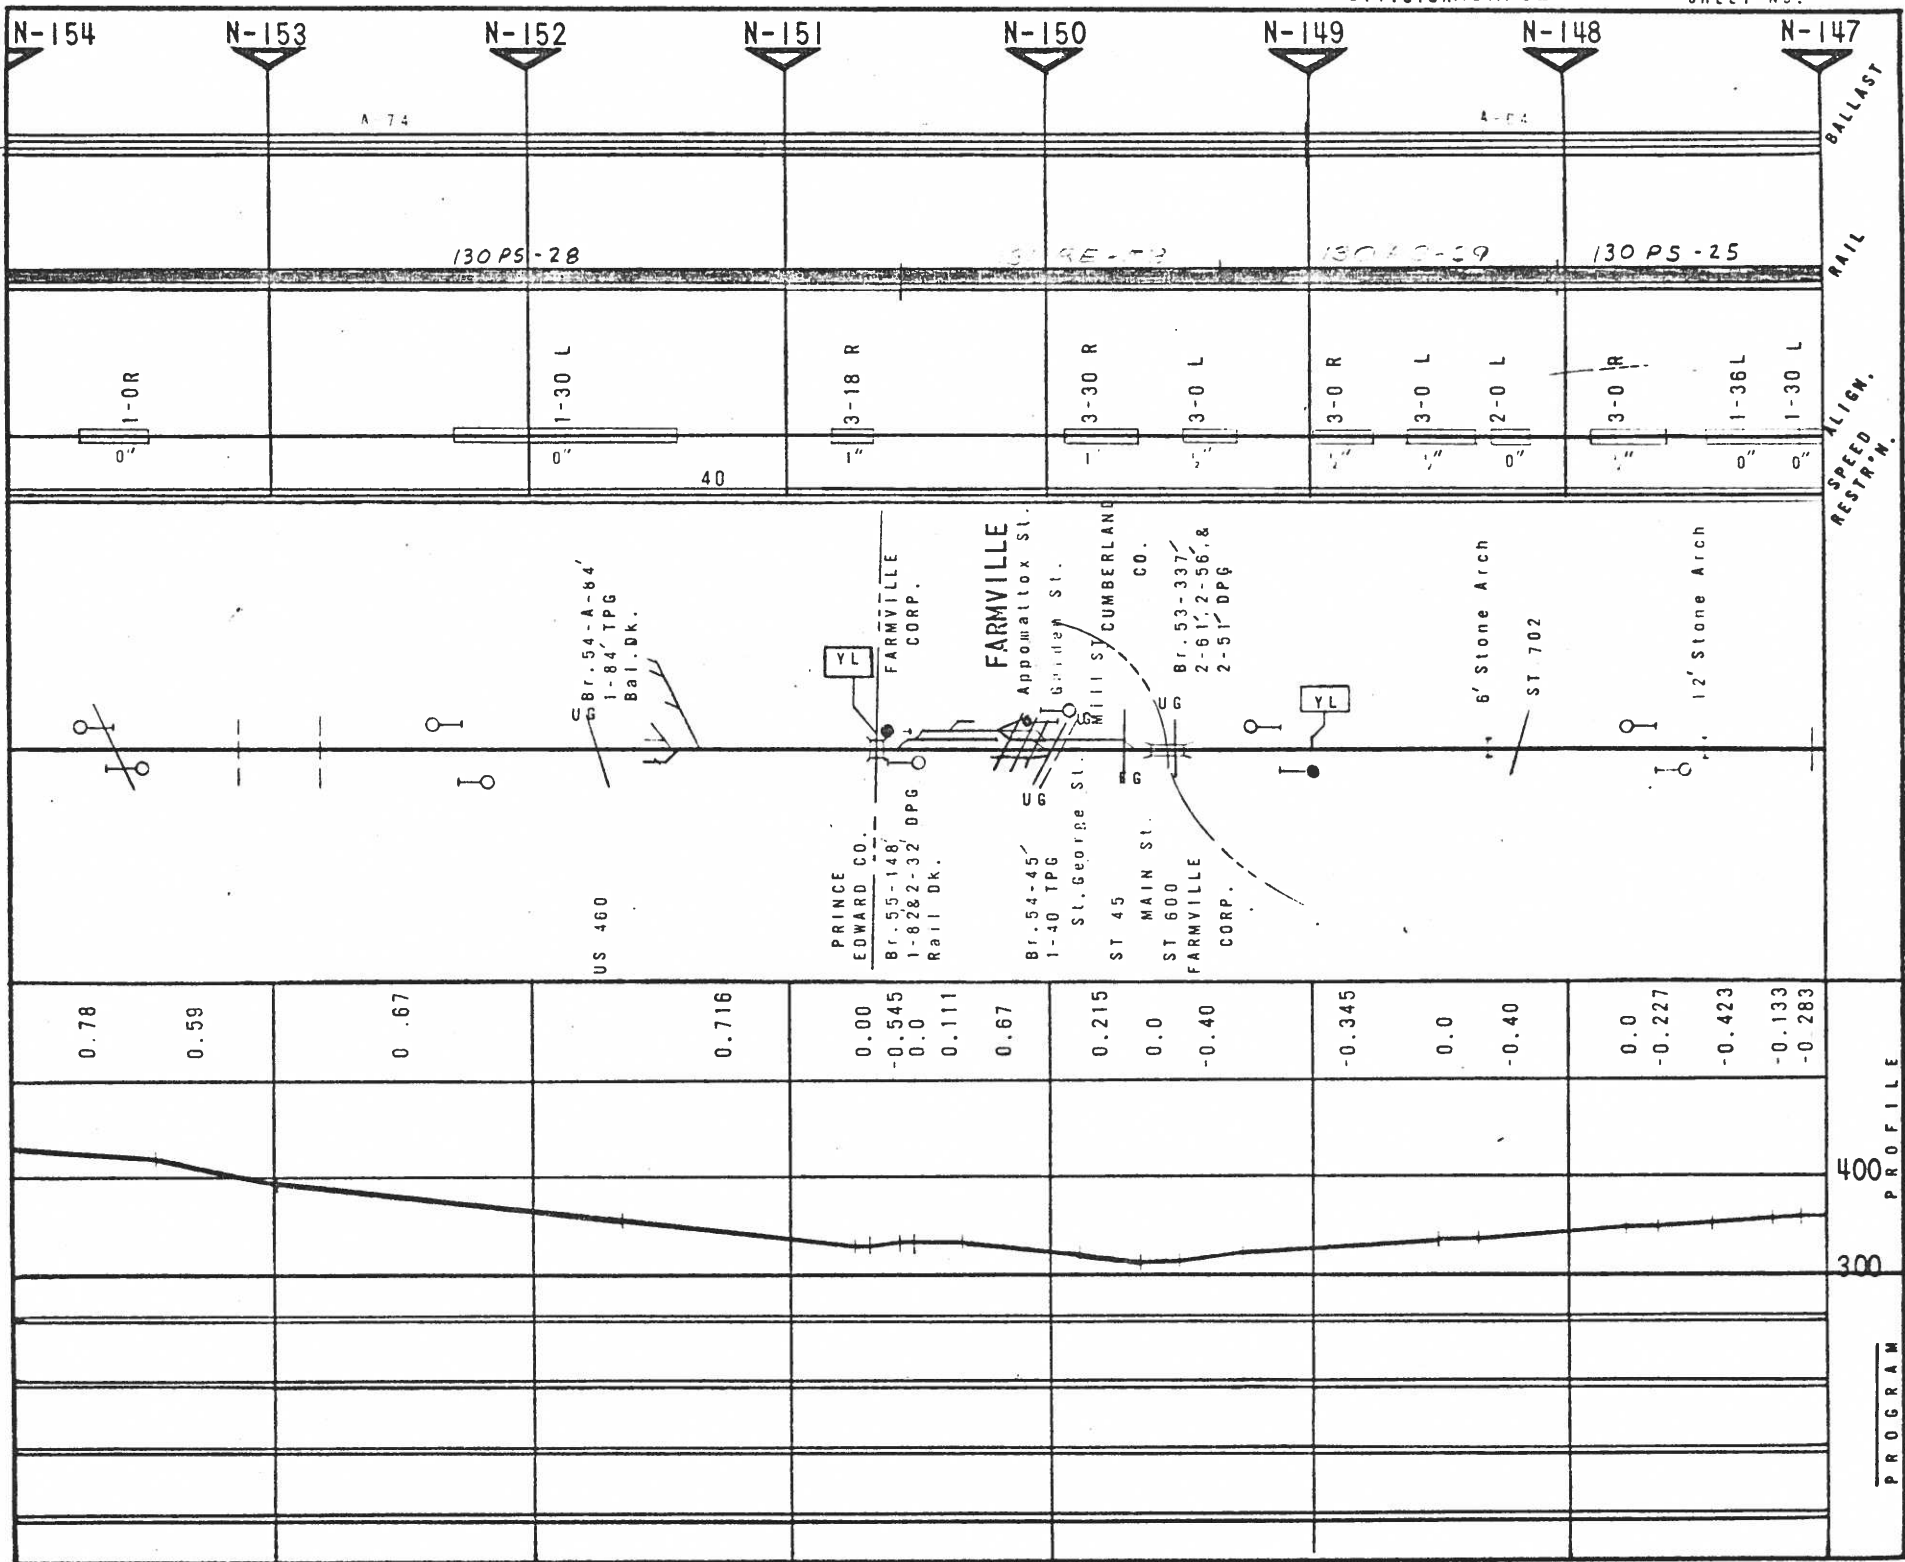 N-154 N-153 N-152 N-151 N-150 N-149 N-148 N-147
BALLAST
A-74
RAIL
130 PS-28
130 PS-25
ALIGN.
1-0R
1-30 L
3-18 R
3-30 R
3-0 L
3-0 R
3-0 L
2-0 L
3-0 R
1-36L
1-30 L
0"
0"
1"
0"
0"
0"
SPEED
RESTR'N.
40
Br.54-A-84'
1-84' TPG
Bal.Dk.
UG
YL
FARMVILLE
CORP.
FARMVILLE
Appomattox St.
St.
Mill St
CUMBERLAND
CO.
Br.53-337'
2-61', 2-56', &
2-51' DPG
UG
UG
YL
6' Stone Arch
ST 702
12' Stone Arch
US 460
PRINCE
EDWARD CO.
Br.55-148'
1-82&2-32' DPG
Rail Dk.
UG
Br.54-45'
1-40 TPG
St.George St.
ST 45
MAIN St.
ST 600
FARMVILLE
CORP.
0.78
0.59
0.67
0.716
0.00
-0.545
0.0
0.111
0.67
0.215
0.0
-0.40
-0.345
0.0
-0.40
0.0
-0.227
-0.423
-0.133
-0.283
PROFILE
400
300
PROGRAM